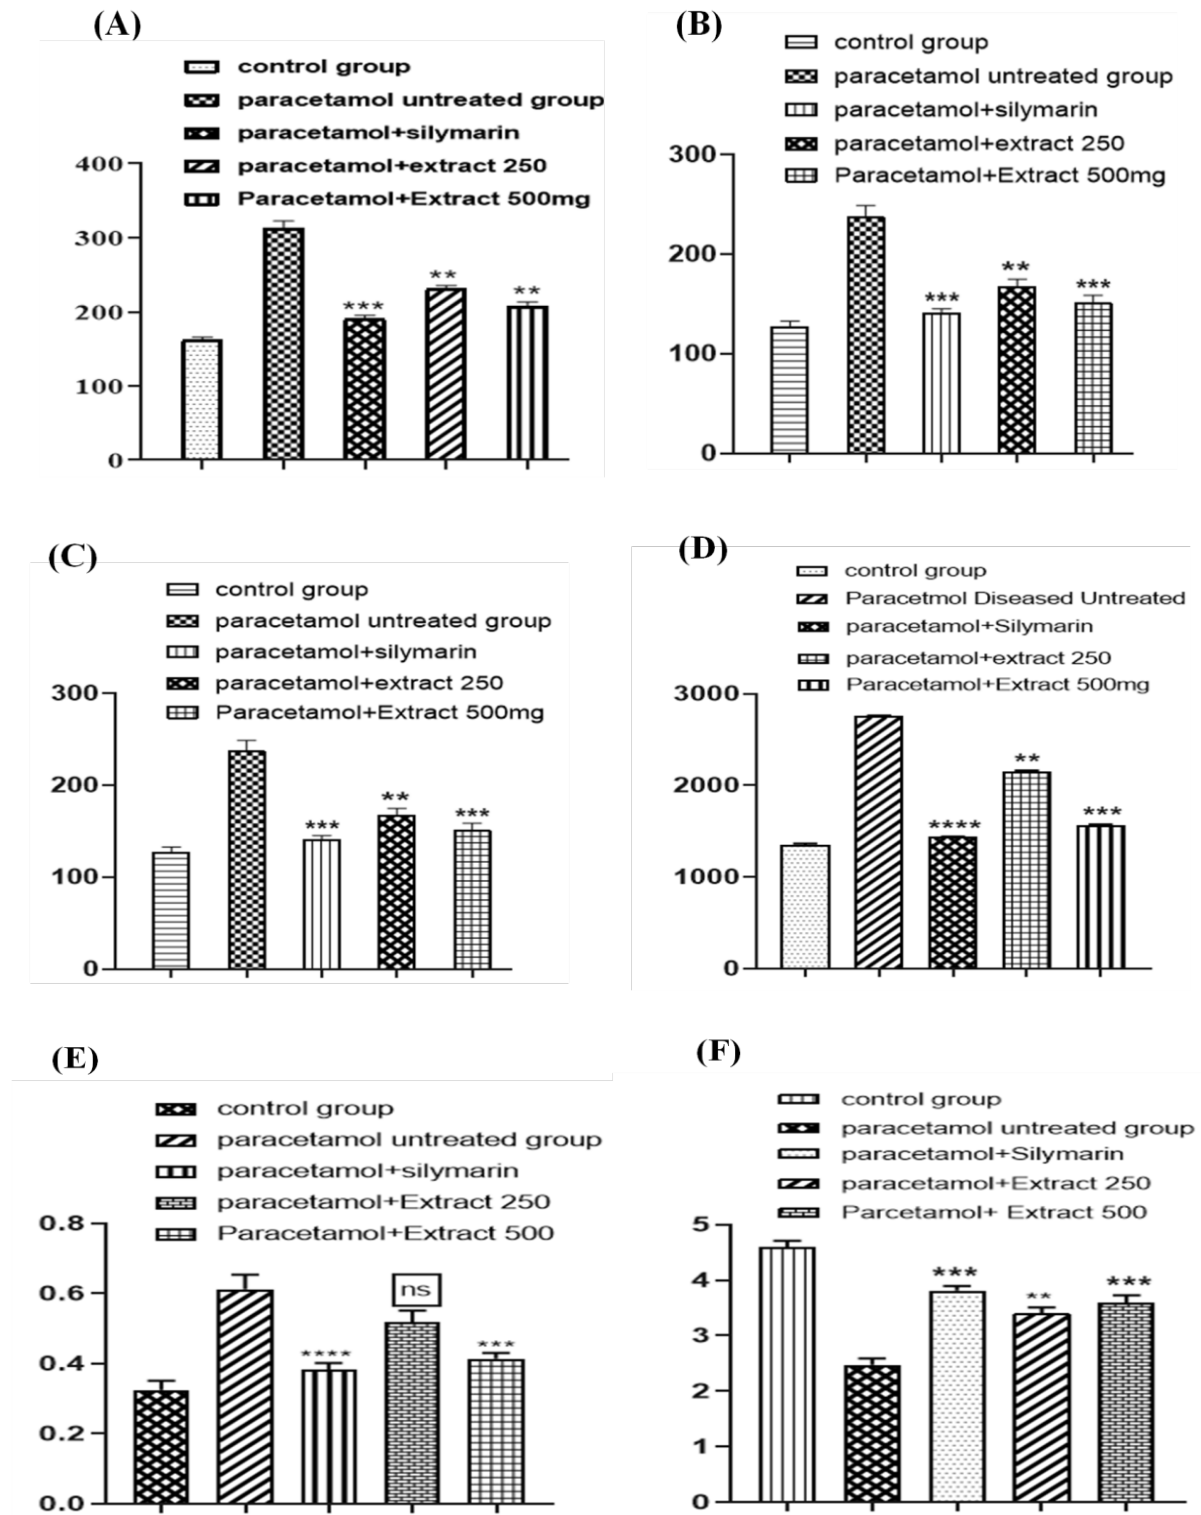 (A)
control group
paracetamol untreated group
paracetamol+silymarin
paracetamol+extract 250
Paracetamol+Extract 500mg
400
300
200
100
0
***
**
**
(B)
control group
paracetamol untreated group
paracetamol+silymarin
paracetamol+extract 250
Paracetamol+Extract 500mg
300
200
100
0
***
**
***
(C)
control group
paracetamol untreated group
paracetamol+silymarin
paracetamol+extract 250
Paracetamol+Extract 500mg
300
200
100
0
***
**
***
(D)
control group
Paracetmol Diseased Untreated
paracetamol+Silymarin
paracetamol+extract 250
Paracetamol+Extract 500mg
3000
2000
1000
0
****
**
***
(E)
control group
paracetamol untreated group
paracetamol+silymarin
paracetamol+Extract 250
Paracetamol+Extract 500
0.8
0.6
0.4
0.2
0.0
****
ns
***
(F)
control group
paracetamol untreated group
paracetamol+Silymarin
paracetamol+Extract 250
Parcetamol+ Extract 500
5
4
3
2
1
0
***
**
***